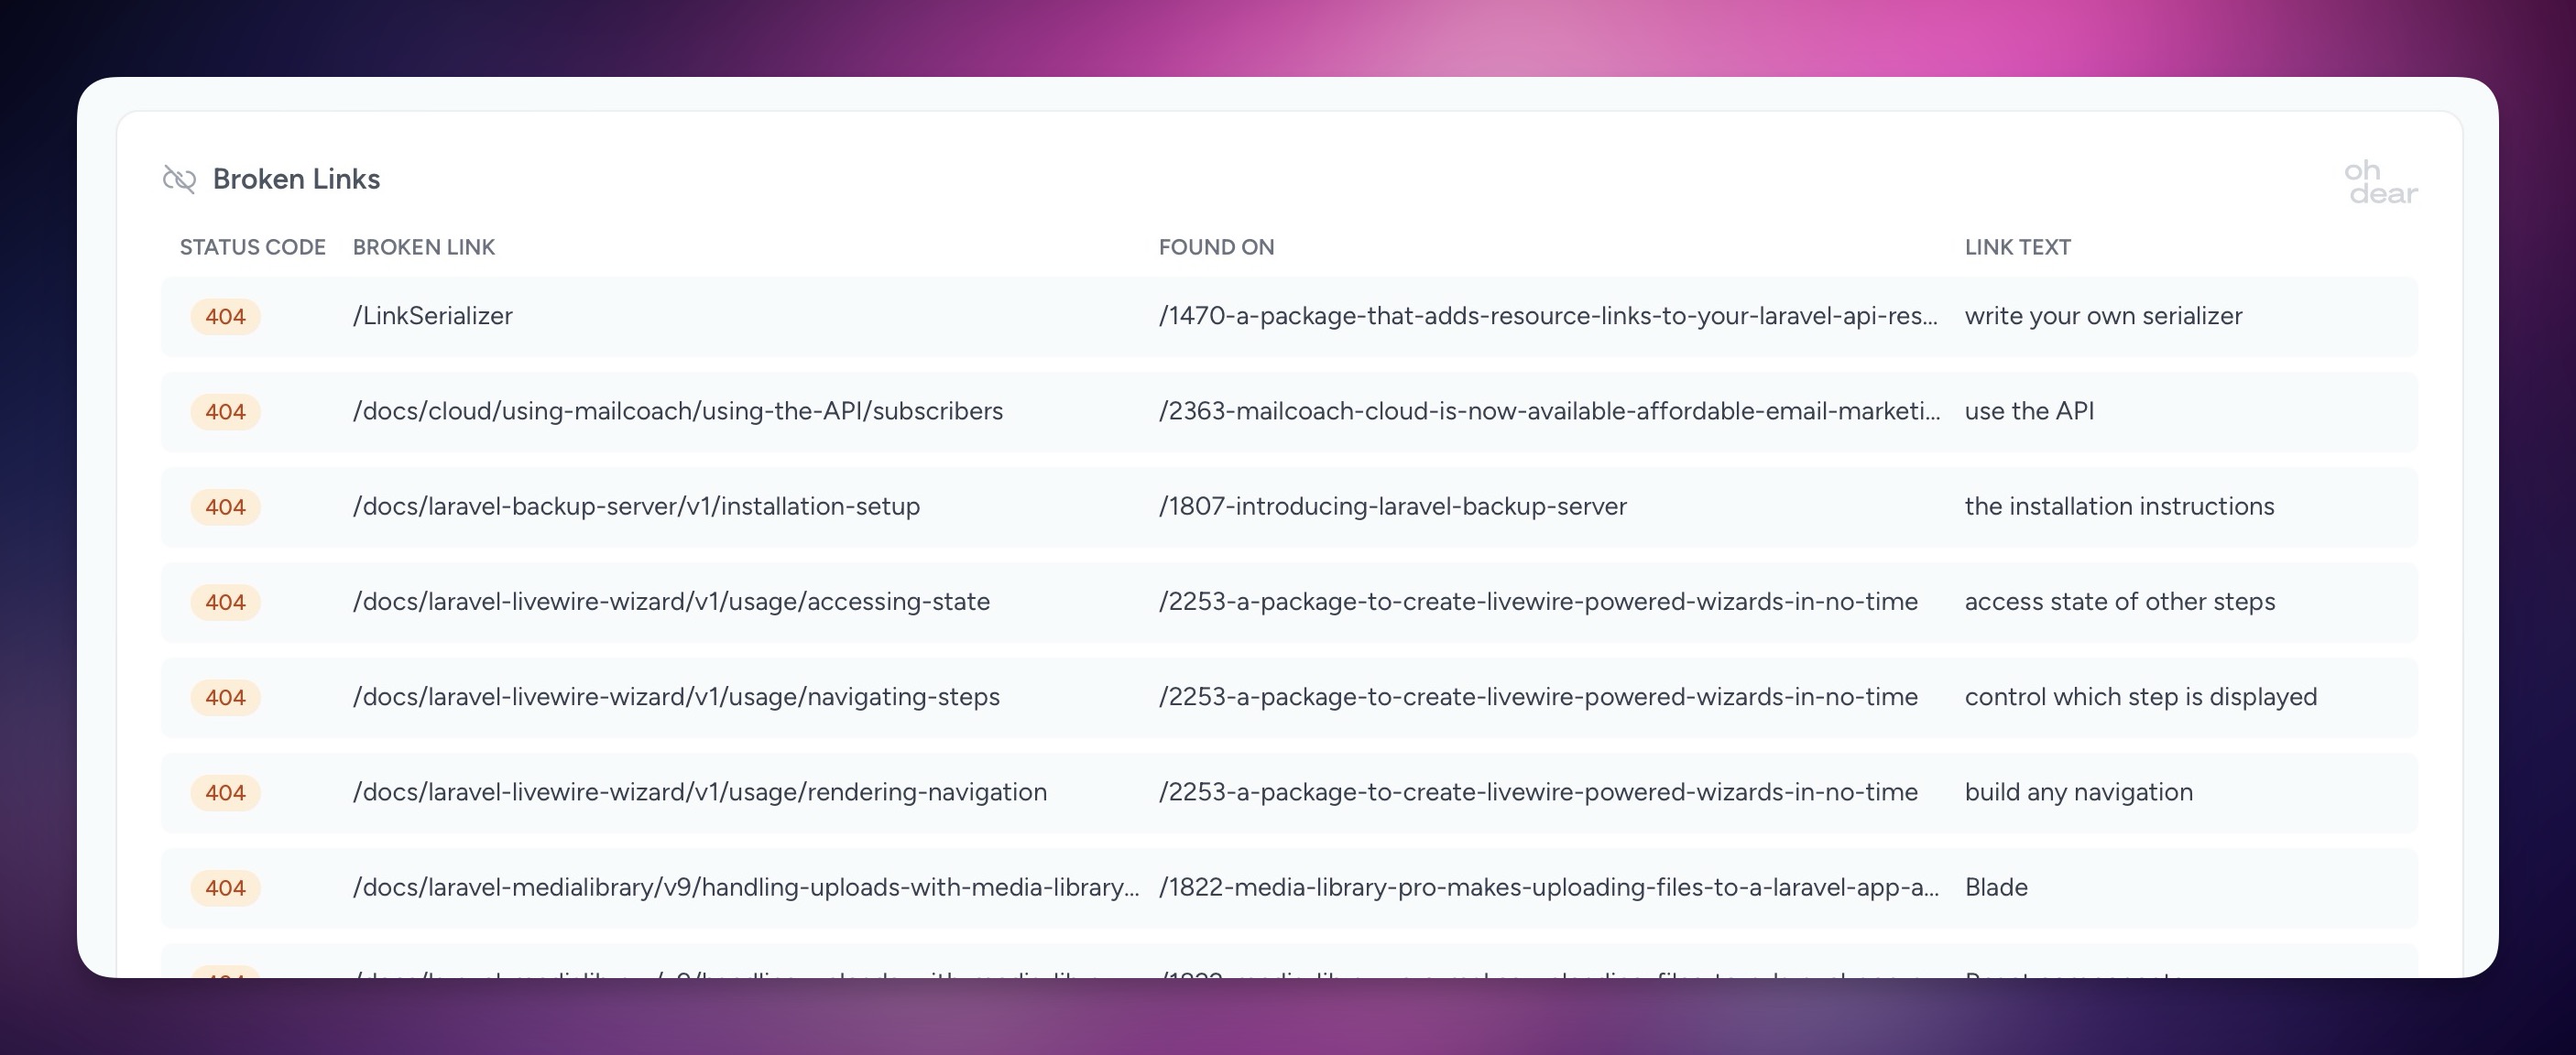 Broken Links
oh
dear
STATUS CODE BROKEN LINK FOUND ON LINK TEXT
404 /LinkSerializer /1470-a-package-that-adds-resource-links-to-your-laravel-api-res... write your own serializer
404 /docs/cloud/using-mailcoach/using-the-API/subscribers /2363-mailcoach-cloud-is-now-available-affordable-email-marketi... use the API
404 /docs/laravel-backup-server/v1/installation-setup /1807-introducing-laravel-backup-server the installation instructions
404 /docs/laravel-livewire-wizard/v1/usage/accessing-state /2253-a-package-to-create-livewire-powered-wizards-in-no-time access state of other steps
404 /docs/laravel-livewire-wizard/v1/usage/navigating-steps /2253-a-package-to-create-livewire-powered-wizards-in-no-time control which step is displayed
404 /docs/laravel-livewire-wizard/v1/usage/rendering-navigation /2253-a-package-to-create-livewire-powered-wizards-in-no-time build any navigation
404 /docs/laravel-medialibrary/v9/handling-uploads-with-media-library... /1822-media-library-pro-makes-uploading-files-to-a-laravel-app-a... Blade